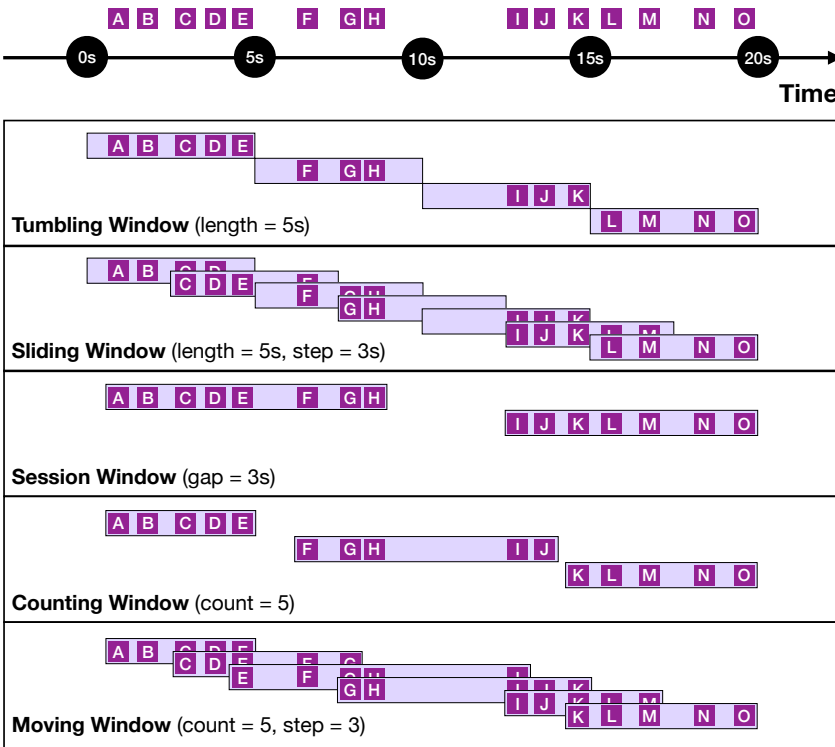 A B C D E F G H I J K L M N O
0s 5s 10s 15s 20s
Time
A B C D E
F G H
I J K
L M N O
Tumbling Window (length = 5s)
A B C D
C D E F
F G H
G H
I J K
I J K L M
L M N O
Sliding Window (length = 5s, step = 3s)
A B C D E F G H
I J K L M N O
Session Window (gap = 3s)
A B C D E
F G H I J
K L M N O
Counting Window (count = 5)
A B C D E
C D E F G
E F G H I
G H I J K
I J K L M
K L M N O
Moving Window (count = 5, step = 3)